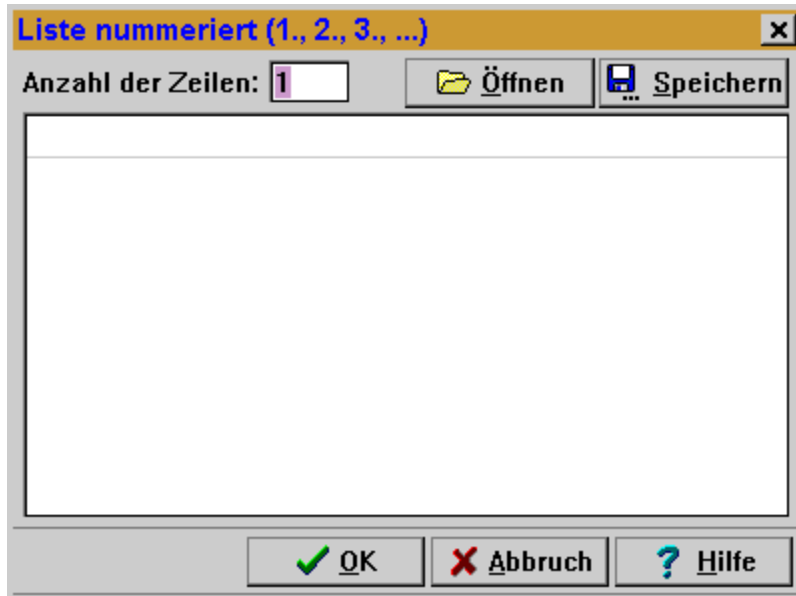 Liste nummeriert (1., 2., 3., ...)
Anzahl der Zeilen: 1 Öffnen Speichern
OK Abbruch Hilfe